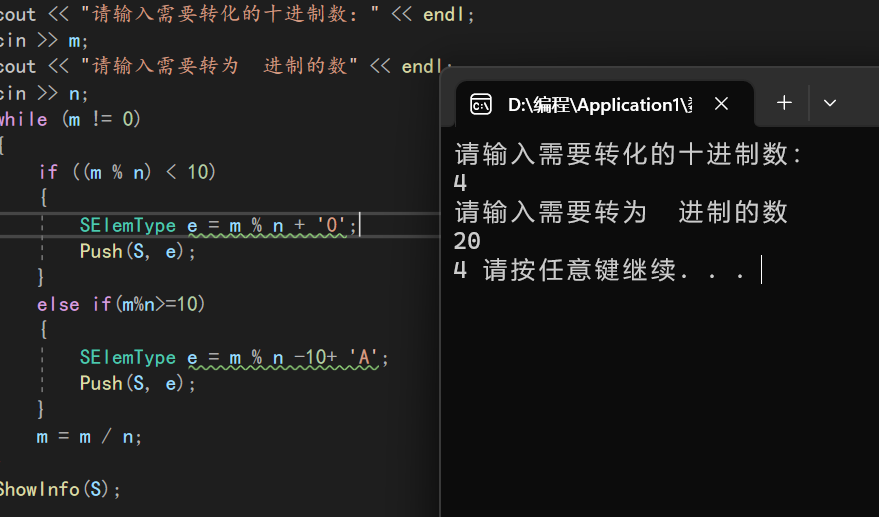 cout << "请输入需要转化的十进制数：" << endl;
cin >> m;
cout << "请输入需要转为  进制的数" << endl;
cin >> n;
while (m != 0)
{
if ((m % n) < 10)
{
SElemType e = m % n + '0';
Push(S, e);
}
else if(m%n>=10)
{
SElemType e = m % n -10+ 'A';
Push(S, e);
}
m = m / n;
ShowInfo(S);
D:\编程\Application1\
请输入需要转化的十进制数：
4
请输入需要转为  进制的数
20
4 请按任意键继续. . .